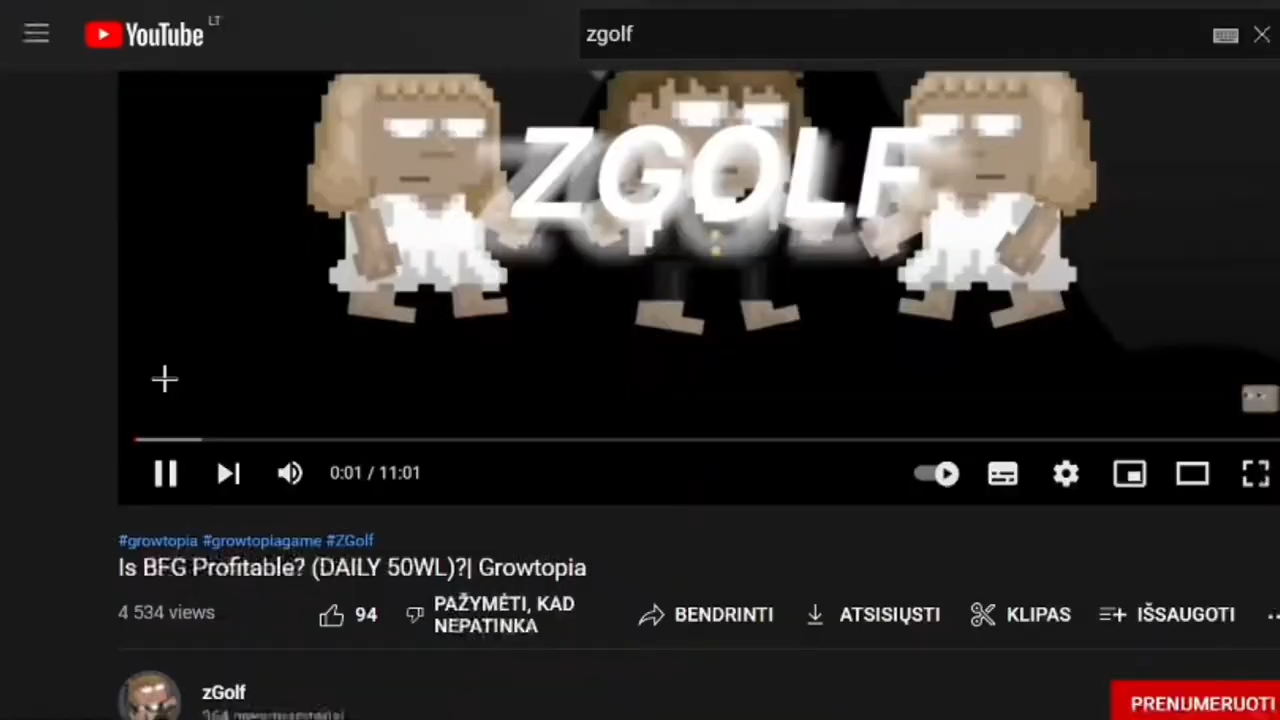 YouTube LT
zgolf
ZGOLF
0:01 / 11:01
#growtopia #growtopiagame #ZGolf
Is BFG Profitable? (DAILY 50WL)?| Growtopia
4 534 views
94
PAŽYMĖTI, KAD
NEPATINKA
BENDRINTI
ATSISIŲSTI
KLIPAS
IŠSAUGOTI
zGolf
PRENUMERUOTI